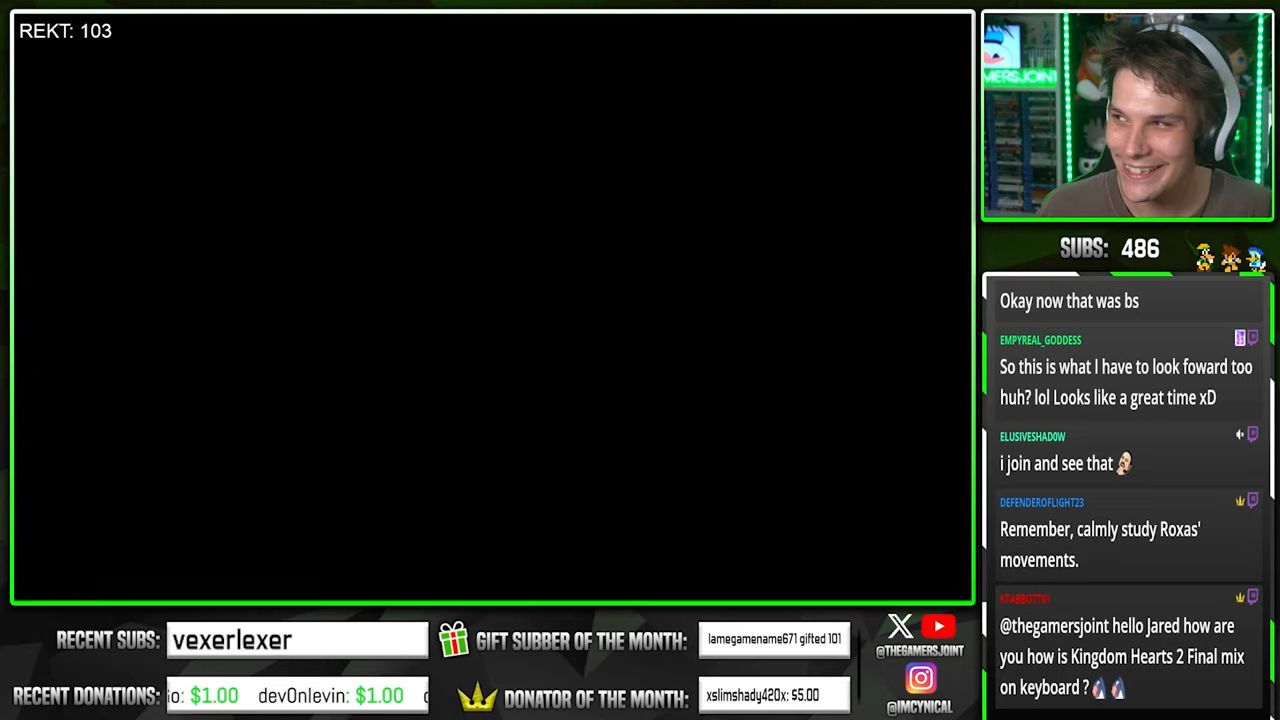 REKT: 103
MERSJOINT
SUBS: 486
Okay now that was bs
EMPYREAL_GODDESS
So this is what I have to look foward too
huh? lol Looks like a great time xD
ELUSIVESHAD0W
i join and see that
DEFENDEROFLIGHT23
Remember, calmly study Roxas'
movements.
KTABBOTT01
@thegamersjoint hello Jared how are
you how is Kingdom Hearts 2 Final mix
on keyboard ?
RECENT SUBS: vexerlexer
GIFT SUBBER OF THE MONTH: lamegamename671 gifted 101
@THEGAMERSJOINT
RECENT DONATIONS: io: $1.00 dev0nlevin: $1.00
DONATOR OF THE MONTH: xslimshady420x: $5.00
@IMCYNICAL